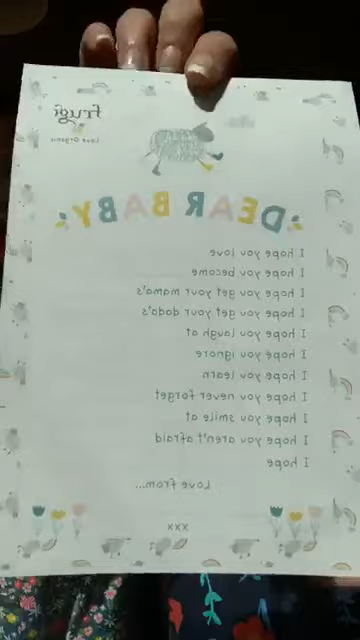 frugi
Love Organic
DEAR BABY
I hope you love
I hope you become
I hope you get your mama's
I hope you get your dada's
I hope you laugh at
I hope you ignore
I hope you learn
I hope you never forget
I hope you smile at
I hope you aren't afraid
I hope
Love from...
xxx